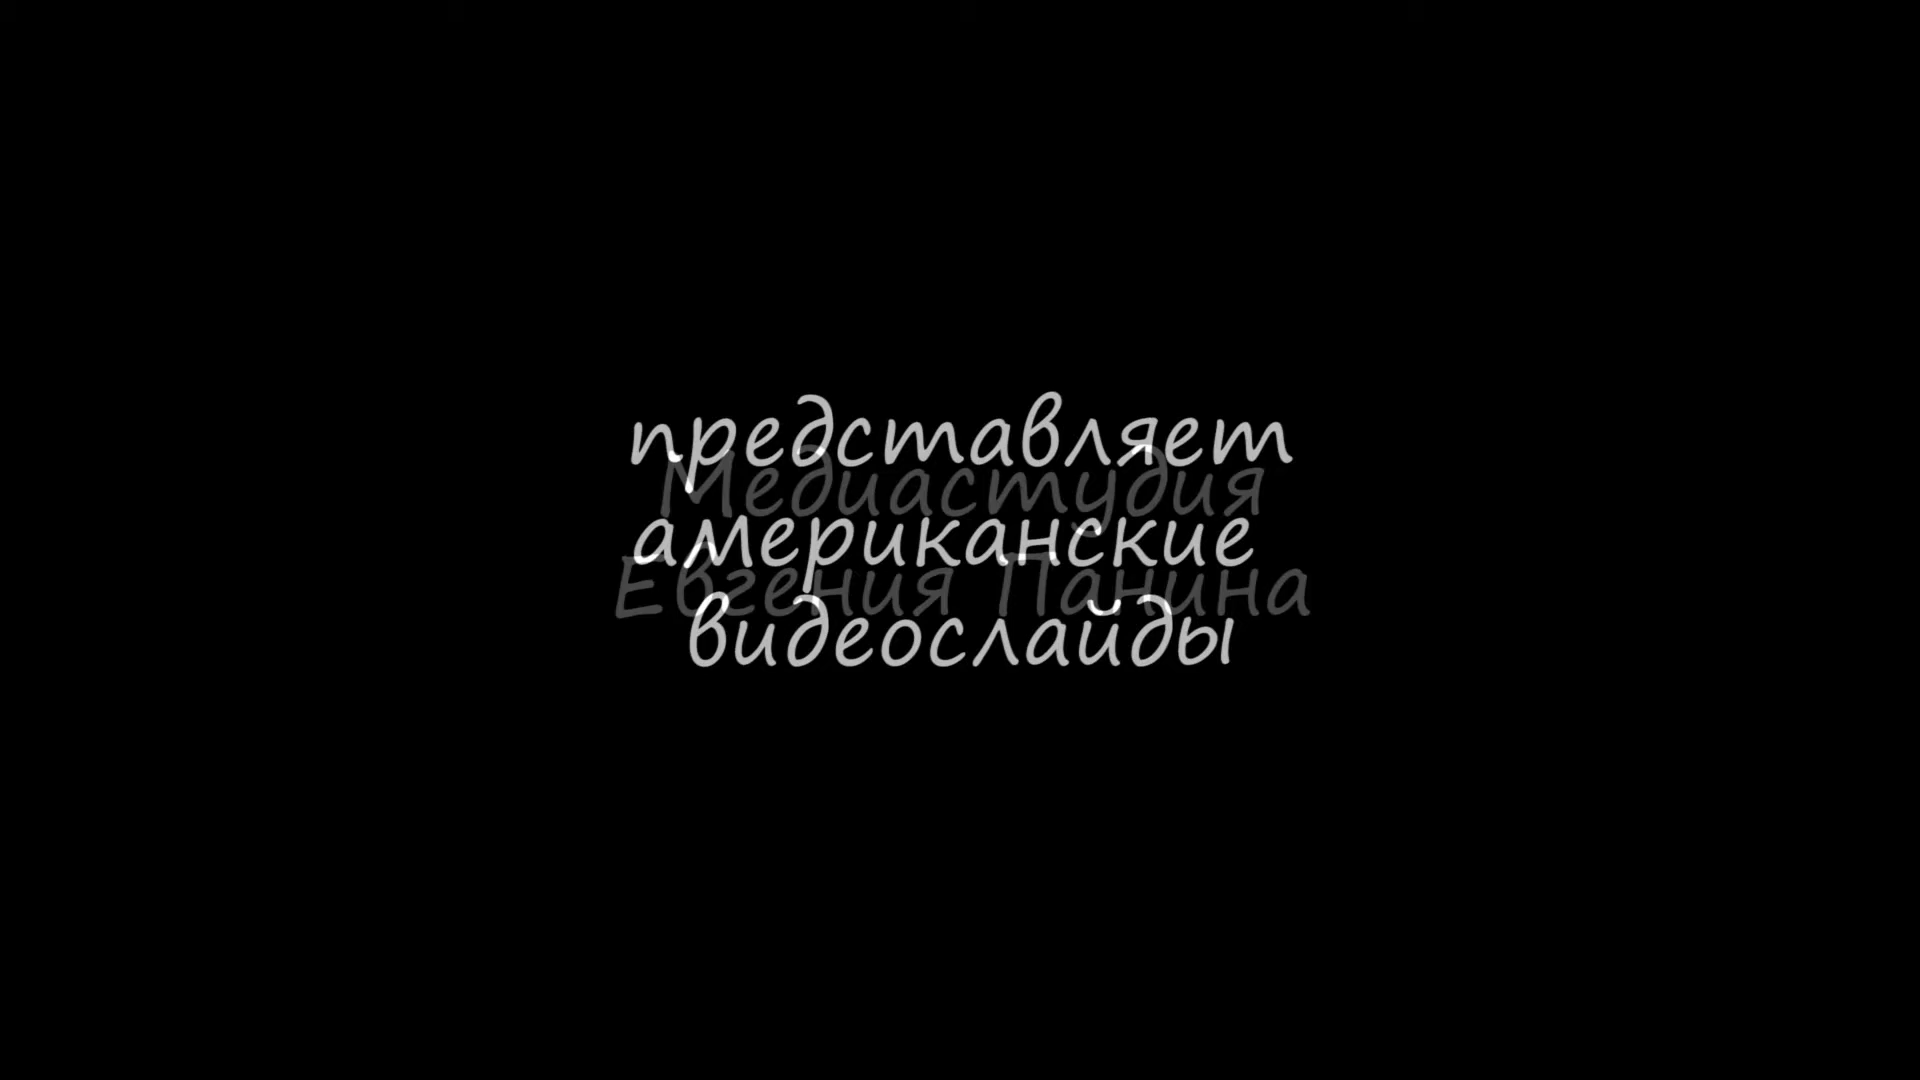 представляет
Медиастудия
американские
Евгения Панина
видеослайды